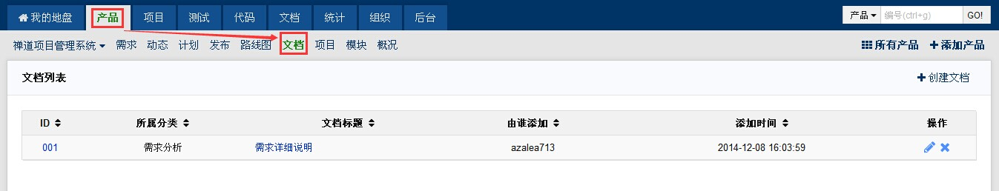 我的地盘 产品 项目 测试 代码 文档 统计 组织 后台 产品 编号(ctrl+g) GO!
禅道项目管理系统 需求 动态 计划 发布 路线图 文档 项目 模块 概况 所有产品 添加产品
文档列表 创建文档
ID 所属分类 文档标题 由谁添加 添加时间 操作
001 需求分析 需求详细说明 azalea713 2014-12-08 16:03:59